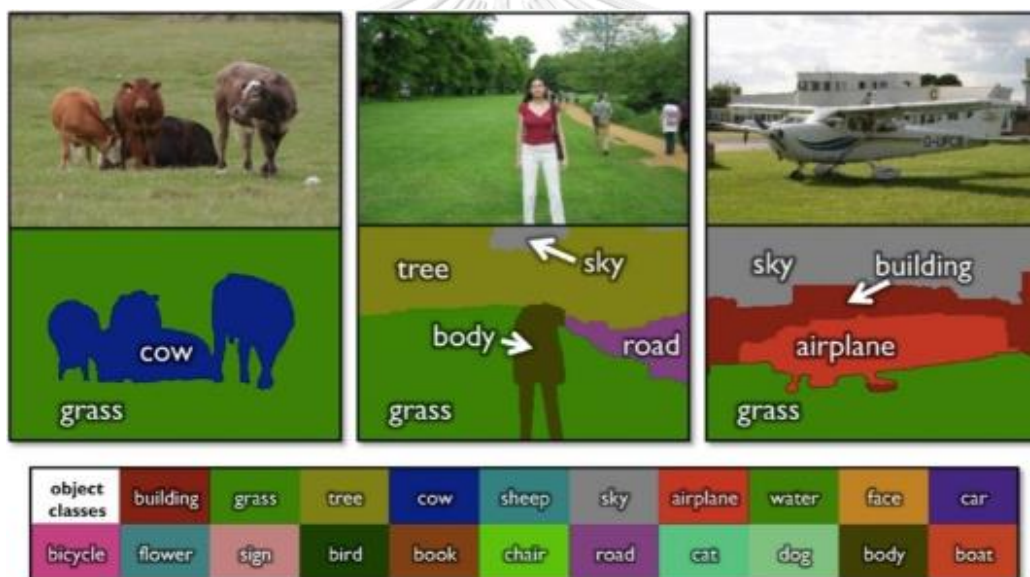 sky
tree
sky
building
body
cow
road
airplane
grass
grass
grass
object classes building grass tree cow sheep sky airplane water face car
bicycle flower sign bird book chair road cat dog body boat